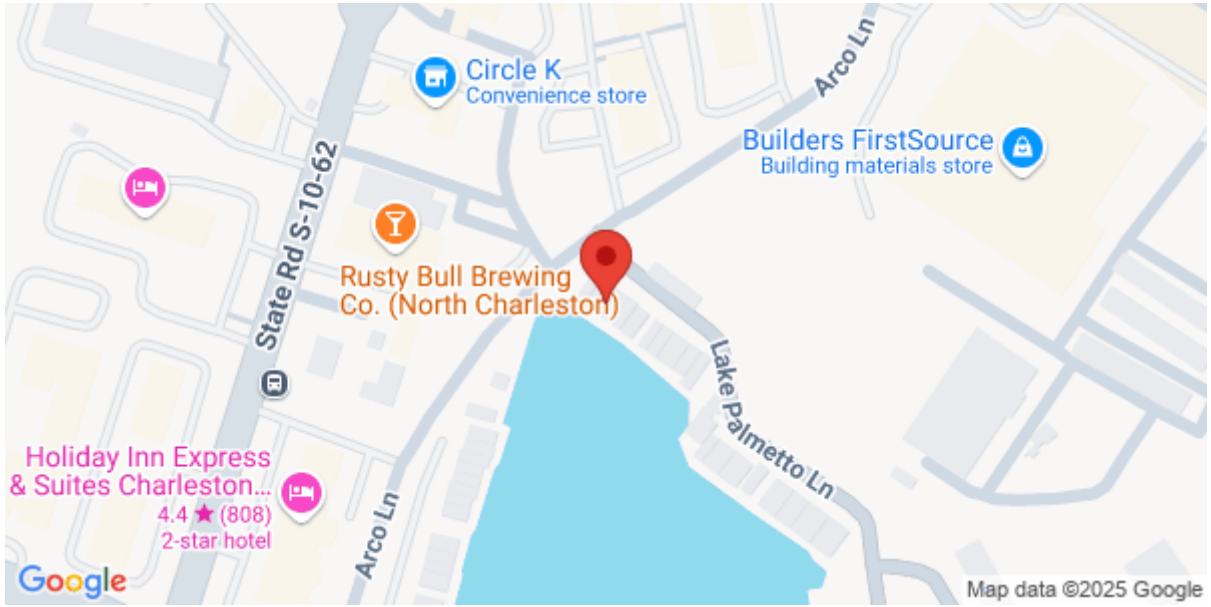 Arco Ln
Circle K
Convenience store
Builders FirstSource
Building materials store
State Rd S-10-62
Rusty Bull Brewing
Co. (North Charleston)
Lake Palmetto Ln
Holiday Inn Express
& Suites Charleston...
4.4 ★ (808)
2-star hotel
Arco Ln
Google
Map data ©2025 Google